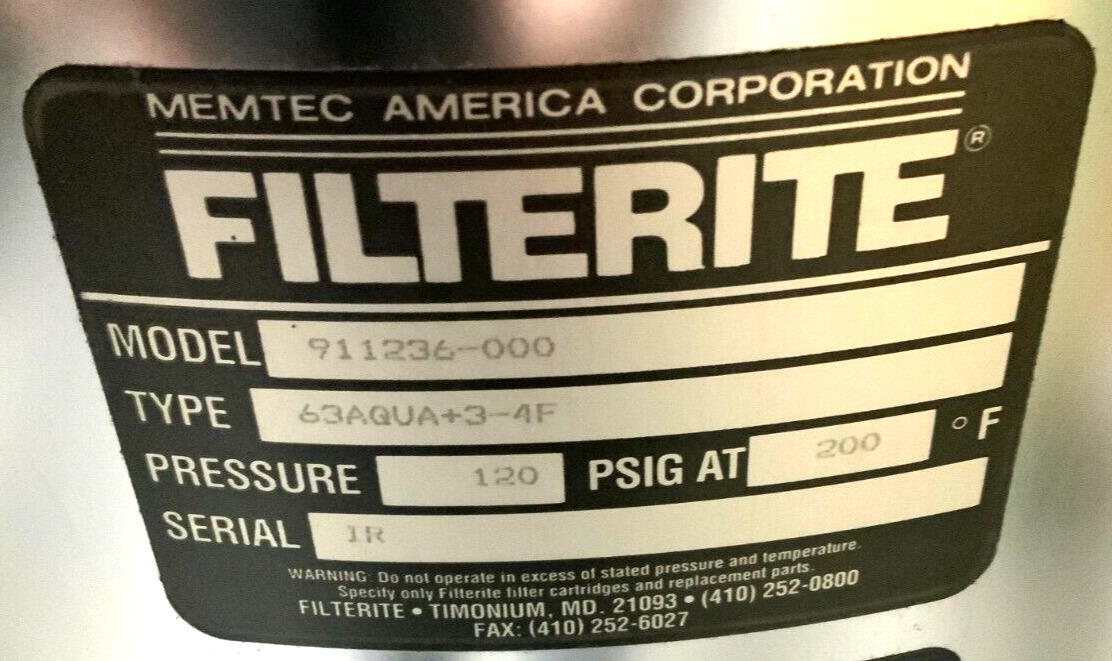 MEMTEC AMERICA CORPORATION
FILTERITE®
MODEL 911236-000
TYPE 63AQUA+3-4F
PRESSURE 120 PSIG AT 200 °F
SERIAL IR
WARNING: Do not operate in excess of stated pressure and temperature.
Specify only Filterite filter cartridges and replacement parts.
FILTERITE • TIMONIUM, MD. 21093 • (410) 252-0800
FAX: (410) 252-6027